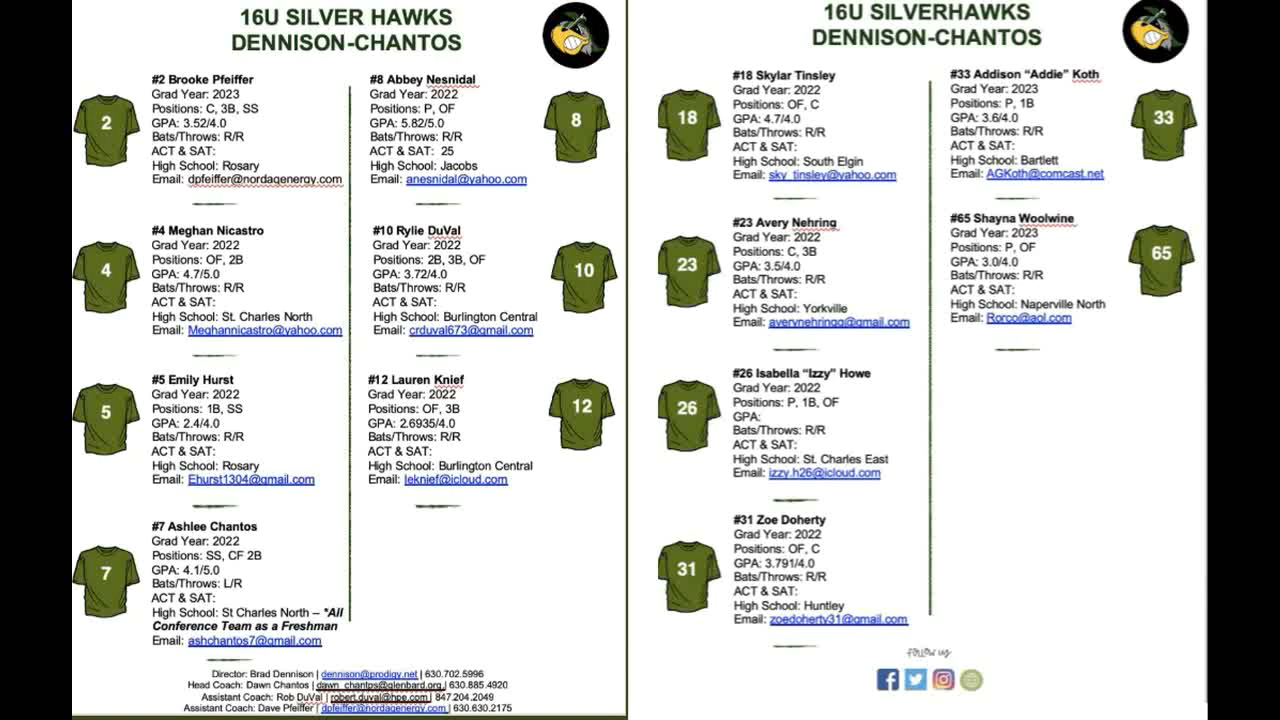 16U SILVER HAWKS
DENNISON-CHANTOS
2
#2 Brooke Pfeiffer
Grad Year: 2023
Positions: C, 3B, SS
GPA: 3.52/4.0
Bats/Throws: R/R
ACT & SAT:
High School: Rosary
Email: dpfeiffer@nordagenergy.com
4
#4 Meghan Nicastro
Grad Year: 2022
Positions: OF, 2B
GPA: 4.7/5.0
Bats/Throws: R/R
ACT & SAT:
High School: St. Charles North
Email: Meghannicastro@yahoo.com
5
#5 Emily Hurst
Grad Year: 2022
Positions: 1B, SS
GPA: 2.4/4.0
Bats/Throws: R/R
ACT & SAT:
High School: Rosary
Email: Ehurst1304@gmail.com
7
#7 Ashlee Chantos
Grad Year: 2022
Positions: SS, CF 2B
GPA: 4.1/5.0
Bats/Throws: L/R
ACT & SAT:
High School: St Charles North – *All
Conference Team as a Freshman
Email: ashchantos7@gmail.com
#8 Abbey Nesnidal
Grad Year: 2022
Positions: P, OF
GPA: 5.82/5.0
Bats/Throws: R/R
ACT & SAT: 25
High School: Jacobs
Email: anesnidal@yahoo.com
8
#10 Rylie DuVal
Grad Year: 2022
Positions: 2B, 3B, OF
GPA: 3.72/4.0
Bats/Throws: R/R
ACT & SAT:
High School: Burlington Central
Email: crduval673@gmail.com
10
#12 Lauren Knief
Grad Year: 2022
Positions: OF, 3B
GPA: 2.6935/4.0
Bats/Throws: R/R
ACT & SAT:
High School: Burlington Central
Email: leknief@icloud.com
12
Director: Brad Dennison | dennison@prodigy.net | 630.702.5996
Head Coach: Dawn Chantos | dawn_chantos@glenbard.org | 630.885.4920
Assistant Coach: Rob DuVal | robert.duval@hpe.com | 847.204.2049
Assistant Coach: Dave Pfeiffer | dpfeiffer@nordagenergy.com | 630.630.2175
16U SILVERHAWKS
DENNISON-CHANTOS
18
#18 Skylar Tinsley
Grad Year: 2022
Positions: OF, C
GPA: 4.7/4.0
Bats/Throws: R/R
ACT & SAT:
High School: South Elgin
Email: sky_tinsley@yahoo.com
23
#23 Avery Nehring
Grad Year: 2022
Positions: C, 3B
GPA: 3.5/4.0
Bats/Throws: R/R
ACT & SAT:
High School: Yorkville
Email: averynehringg@gmail.com
26
#26 Isabella “Izzy” Howe
Grad Year: 2022
Positions: P, 1B, OF
GPA:
Bats/Throws: R/R
ACT & SAT:
High School: St. Charles East
Email: izzy.h26@icloud.com
31
#31 Zoe Doherty
Grad Year: 2022
Positions: OF, C
GPA: 3.791/4.0
Bats/Throws: R/R
ACT & SAT:
High School: Huntley
Email: zoedoherty31@gmail.com
#33 Addison “Addie” Koth
Grad Year: 2023
Positions: P, 1B
GPA: 3.6/4.0
Bats/Throws: R/R
ACT & SAT:
High School: Bartlett
Email: AGKoth@comcast.net
33
#65 Shayna Woolwine
Grad Year: 2023
Positions: P, OF
GPA: 3.0/4.0
Bats/Throws: R/R
ACT & SAT:
High School: Naperville North
Email: Rorco@aol.com
65
follow us